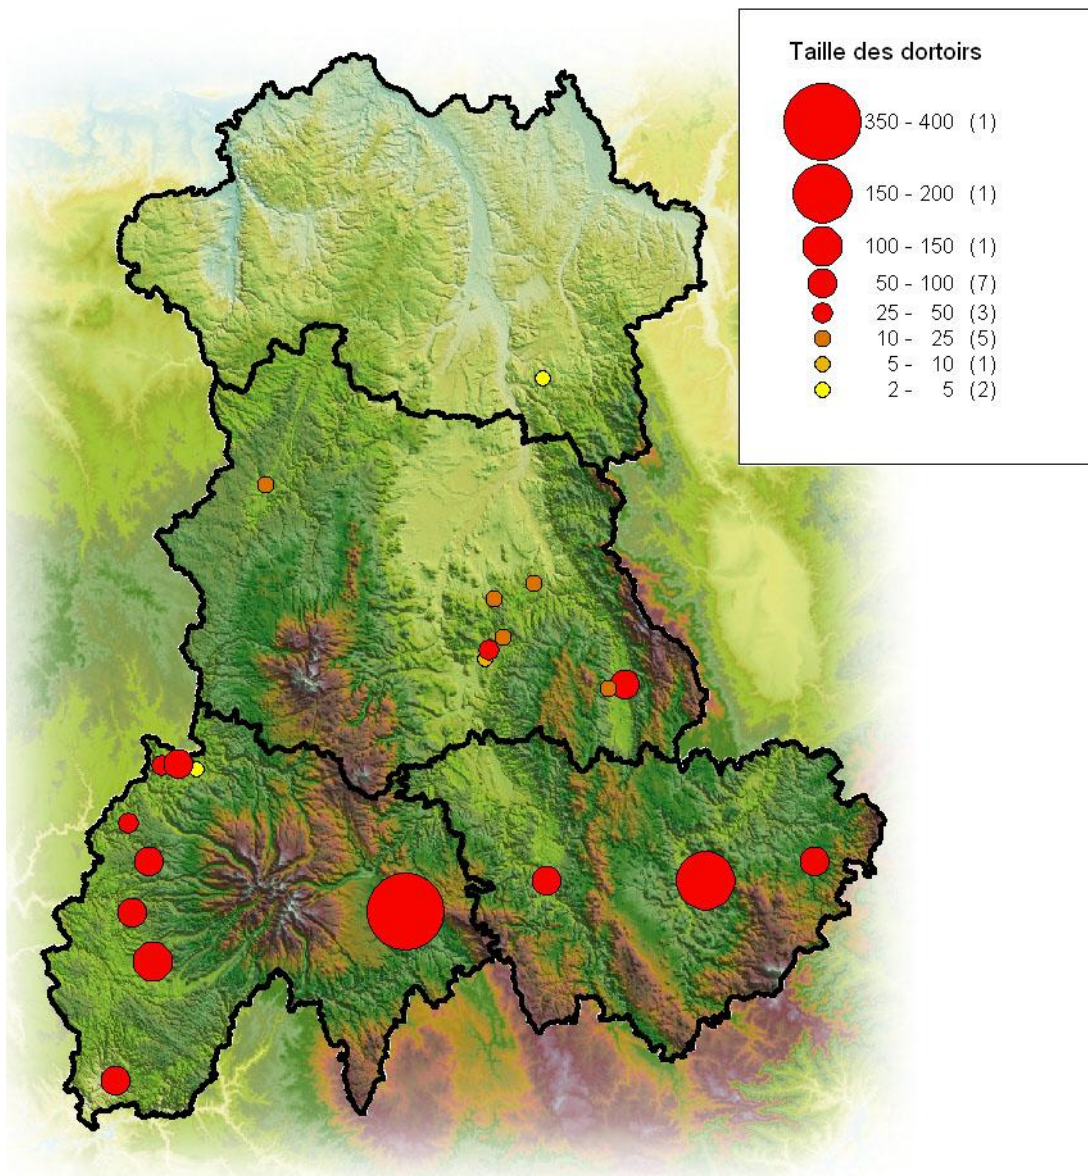 Taille des dortoirs
350 - 400 (1)
150 - 200 (1)
100 - 150 (1)
50 - 100 (7)
25 - 50 (3)
10 - 25 (5)
5 - 10 (1)
2 - 5 (2)